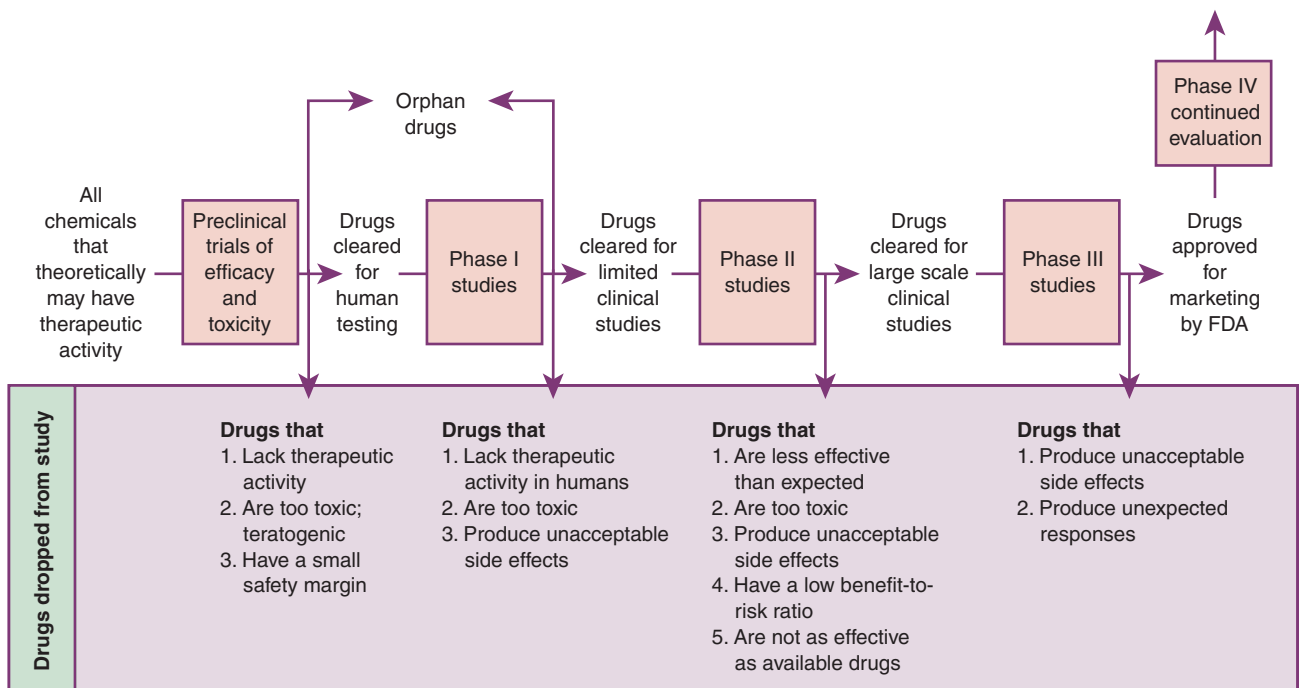 Orphan
drugs
Phase IV
continued
evaluation
All
chemicals
that
theoretically
may have
therapeutic
activity
Preclinical
trials of
efficacy
and
toxicity
Drugs
cleared
for
human
testing
Phase I
studies
Drugs
cleared for
limited
clinical
studies
Phase II
studies
Drugs
cleared for
large scale
clinical
studies
Phase III
studies
Drugs
approved
for
marketing
by FDA
Drugs dropped from study
Drugs that
1. Lack therapeutic
activity
2. Are too toxic;
teratogenic
3. Have a small
safety margin
Drugs that
1. Lack therapeutic
activity in humans
2. Are too toxic
3. Produce unacceptable
side effects
Drugs that
1. Are less effective
than expected
2. Are too toxic
3. Produce unacceptable
side effects
4. Have a low benefit-to-
risk ratio
5. Are not as effective
as available drugs
Drugs that
1. Produce unacceptable
side effects
2. Produce unexpected
responses